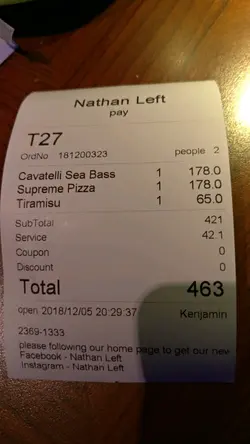 Nathan Left
pay
T27
OrdNo 181200323 people 2
Cavatelli Sea Bass 1 178.0
Supreme Pizza 1 178.0
Tiramisu 1 65.0
SubTotal 421
Service 42.1
Coupon 0
Discount 0
Total 463
open 2018/12/05 20:29:37 Kenjamin
2369-1333
please following our home page to get our new
Facebook - Nathan Left
Instagram - Nathan Left